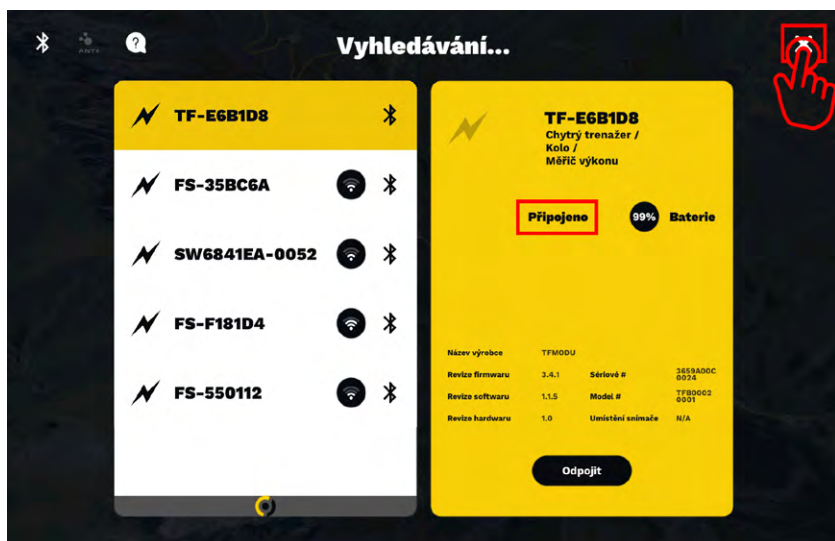 ANT+
?
Vyhledávání...
TF-E6B1D8
FS-35BC6A
SW6841EA-0052
FS-F181D4
FS-550112
TF-E6B1D8
Chytrý trenažer /
Kolo /
Měřič výkonu
Připojeno
99% Baterie
Název výrobce TFMODU
Revize firmwaru 3.4.1 Sériové # 3659A00C
0024
Revize softwaru 1.1.5 Model # TFB0002
0001
Revize hardwaru 1.0 Umístění snímače N/A
Odpojit